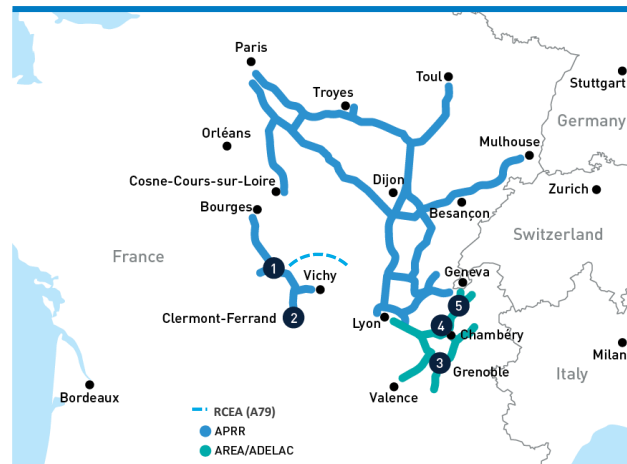 Paris
Toul
Troyes
Stuttgart
Germany
Orléans
Mulhouse
Cosne-Cours-sur-Loire
Dijon
Zurich
Bourges
Besançon
Switzerland
France
1
Vichy
Geneva
5
Clermont-Ferrand
2
Lyon
4
Chambéry
Milan
3
Grenoble
Italy
Bordeaux
Valence
RCEA (A79)
APRR
AREA/ADELAC